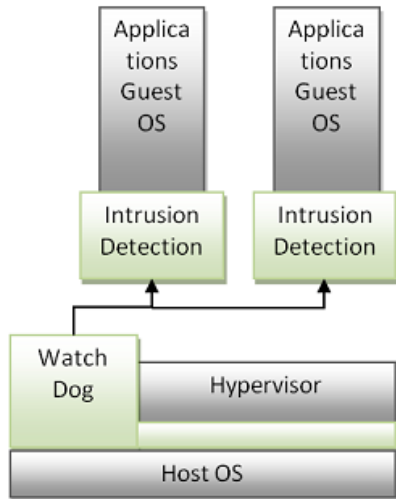 Applica
tions
Guest
OS
Applica
tions
Guest
OS
Intrusion
Detection
Intrusion
Detection
Watch
Dog
Hypervisor
Host OS